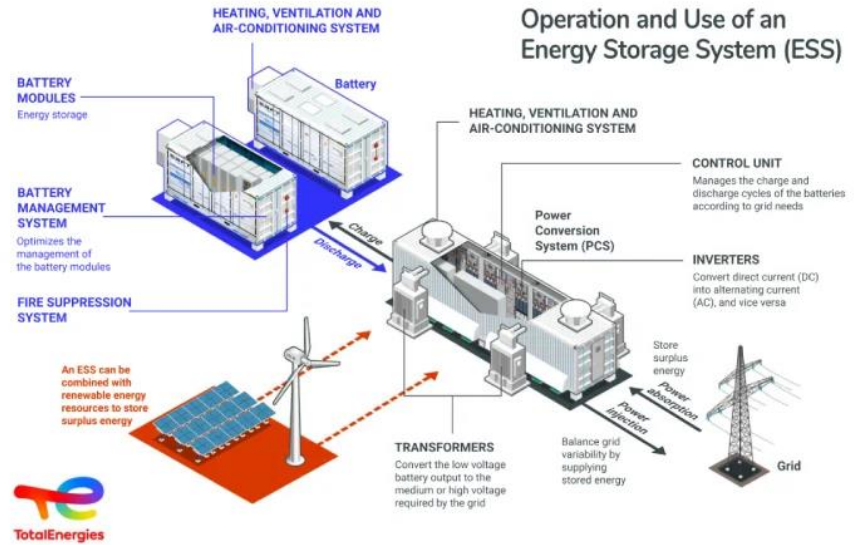 Operation and Use of an
Energy Storage System (ESS)
HEATING, VENTILATION AND
AIR-CONDITIONING SYSTEM
Battery
BATTERY
MODULES
Energy storage
BATTERY
MANAGEMENT
SYSTEM
Optimizes the
management of
the battery modules
FIRE SUPPRESSION
SYSTEM
Charge
Discharge
HEATING, VENTILATION AND
AIR-CONDITIONING SYSTEM
CONTROL UNIT
Manages the charge and
discharge cycles of the batteries
according to grid needs
Power
Conversion
System (PCS)
INVERTERS
Convert direct current (DC)
into alternating current
(AC), and vice versa
An ESS can be
combined with
renewable energy
resources to store
surplus energy
Store
surplus
energy
Power
absorption
Power
injection
TRANSFORMERS
Convert the low voltage
battery output to the
medium or high voltage
required by the grid
Balance grid
variability by
supplying
stored energy
Grid
TotalEnergies